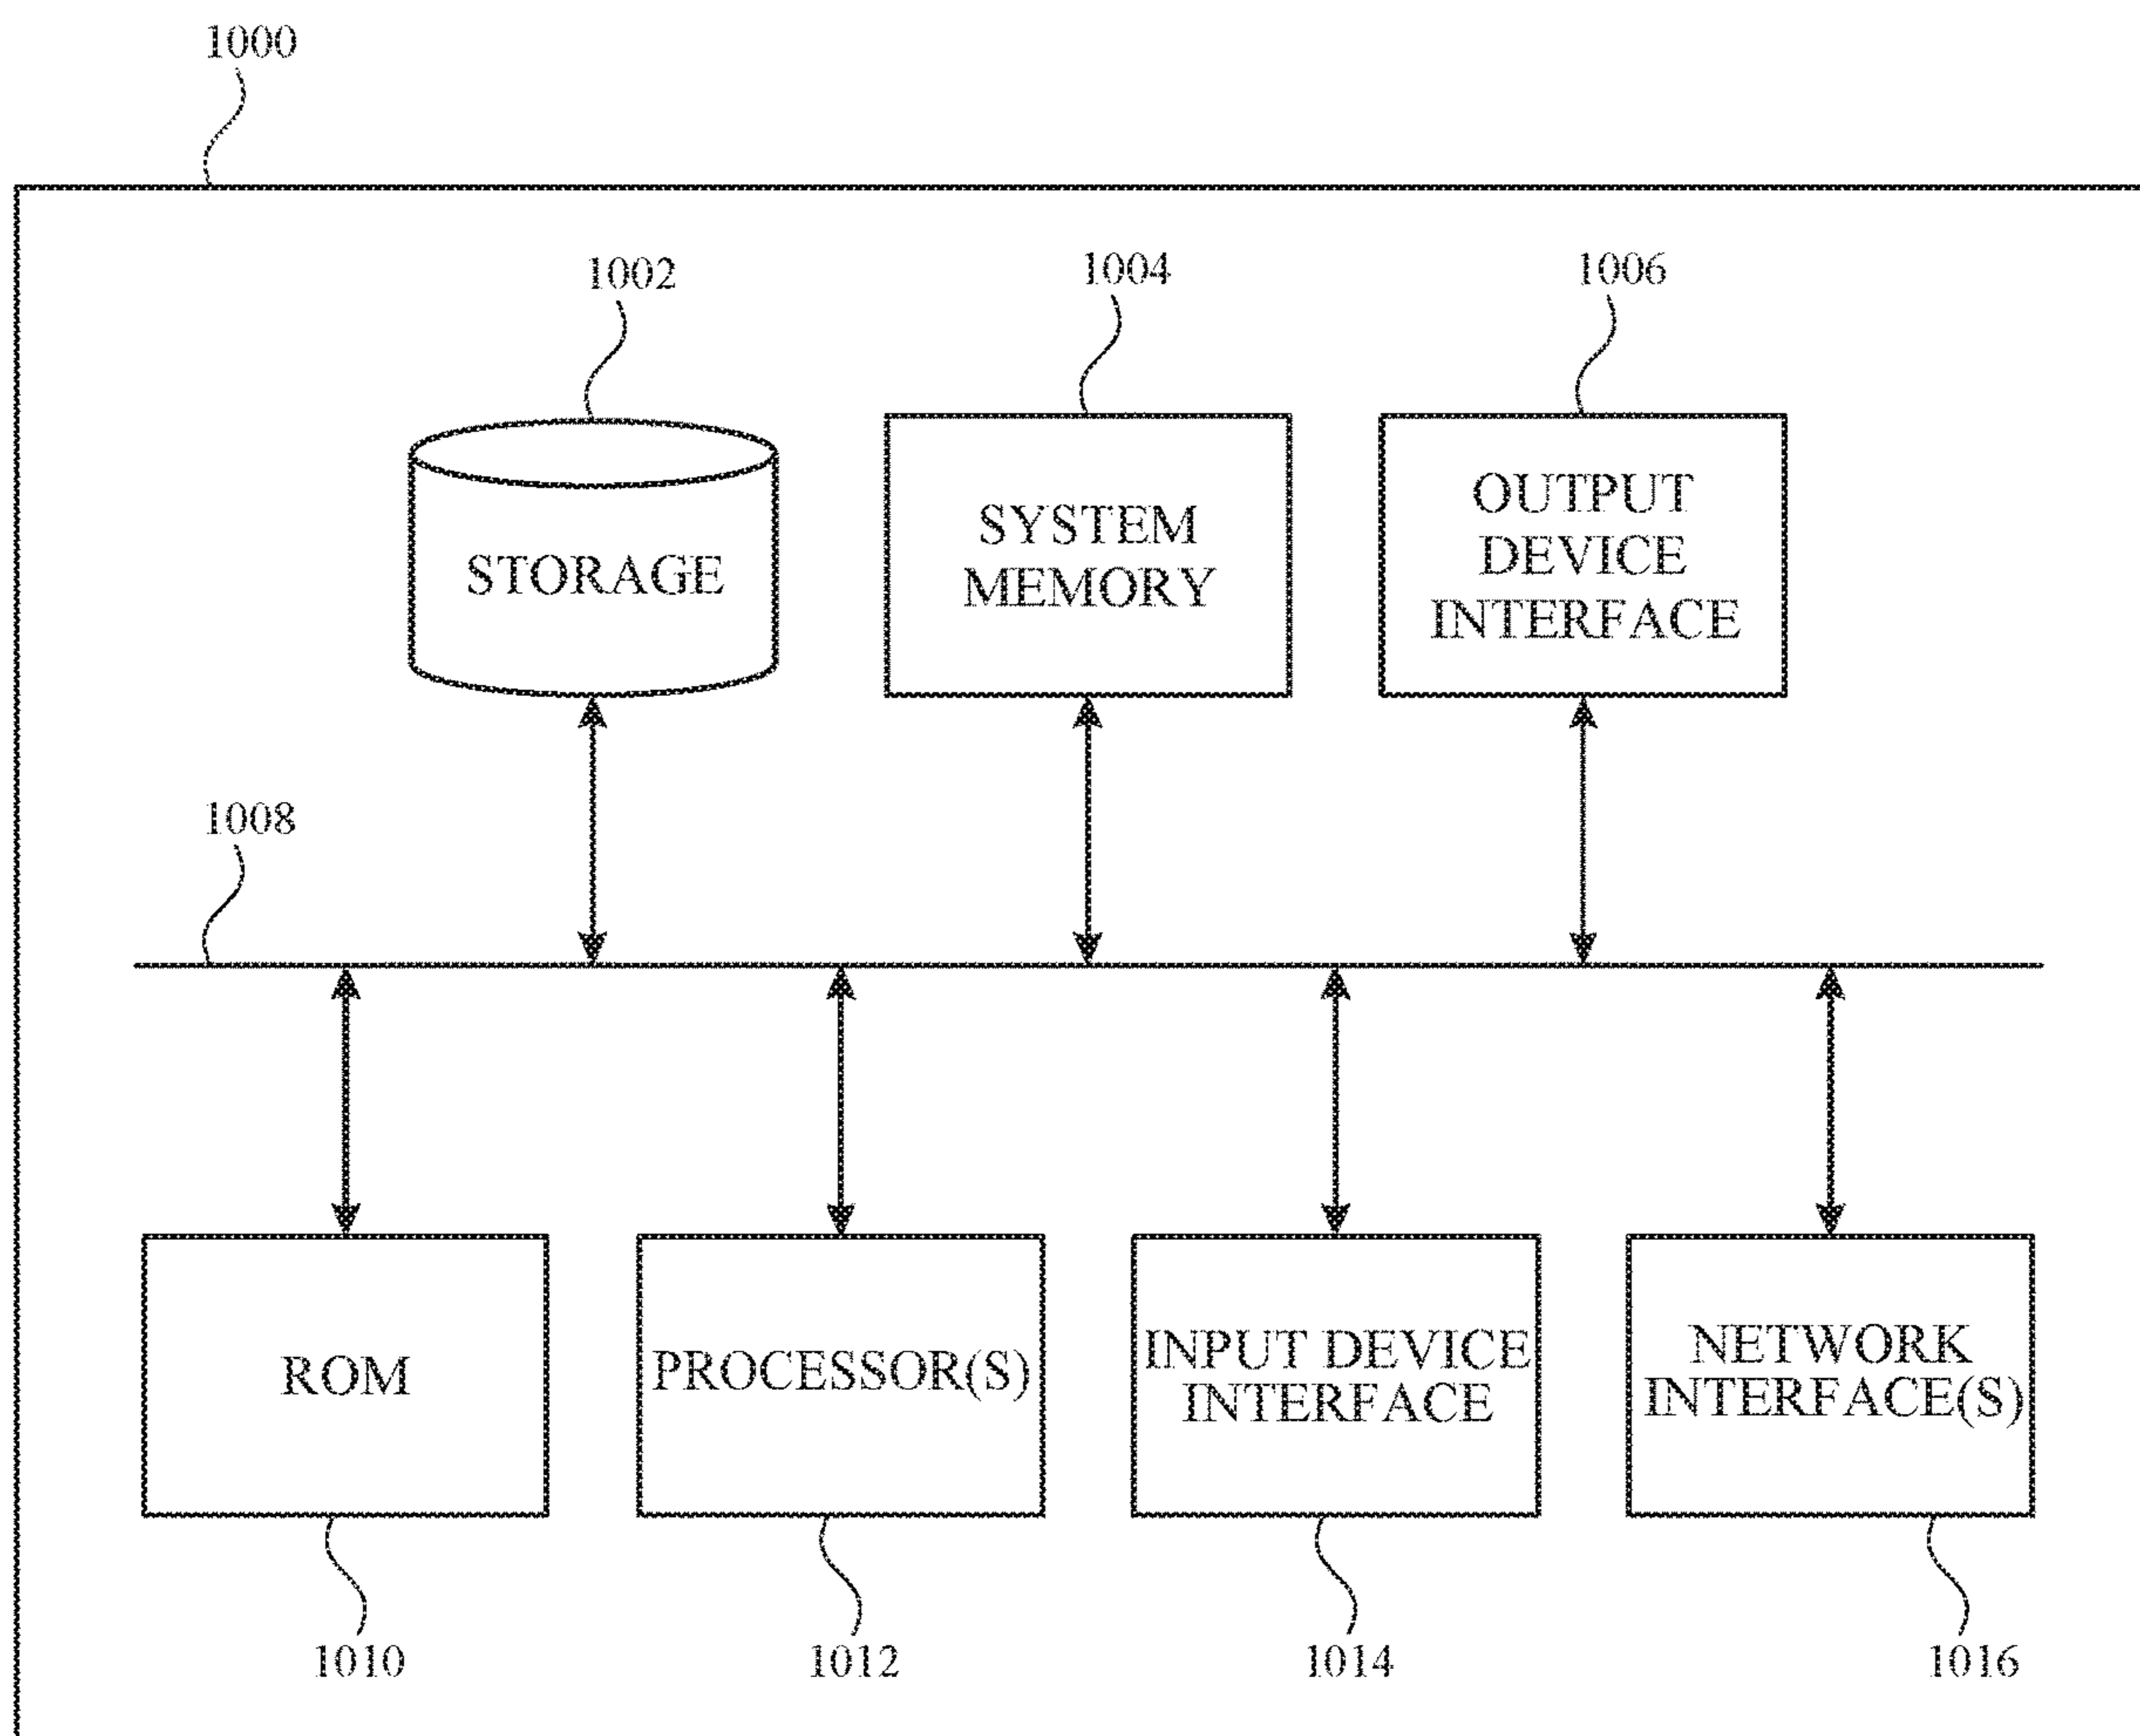 1000
1002
1004
1006
STORAGE
SYSTEM
MEMORY
OUTPUT
DEVICE
INTERFACE
1008
ROM
PROCESSOR(S)
INPUT DEVICE
INTERFACE
NETWORK
INTERFACE(S)
1010
1012
1014
1016